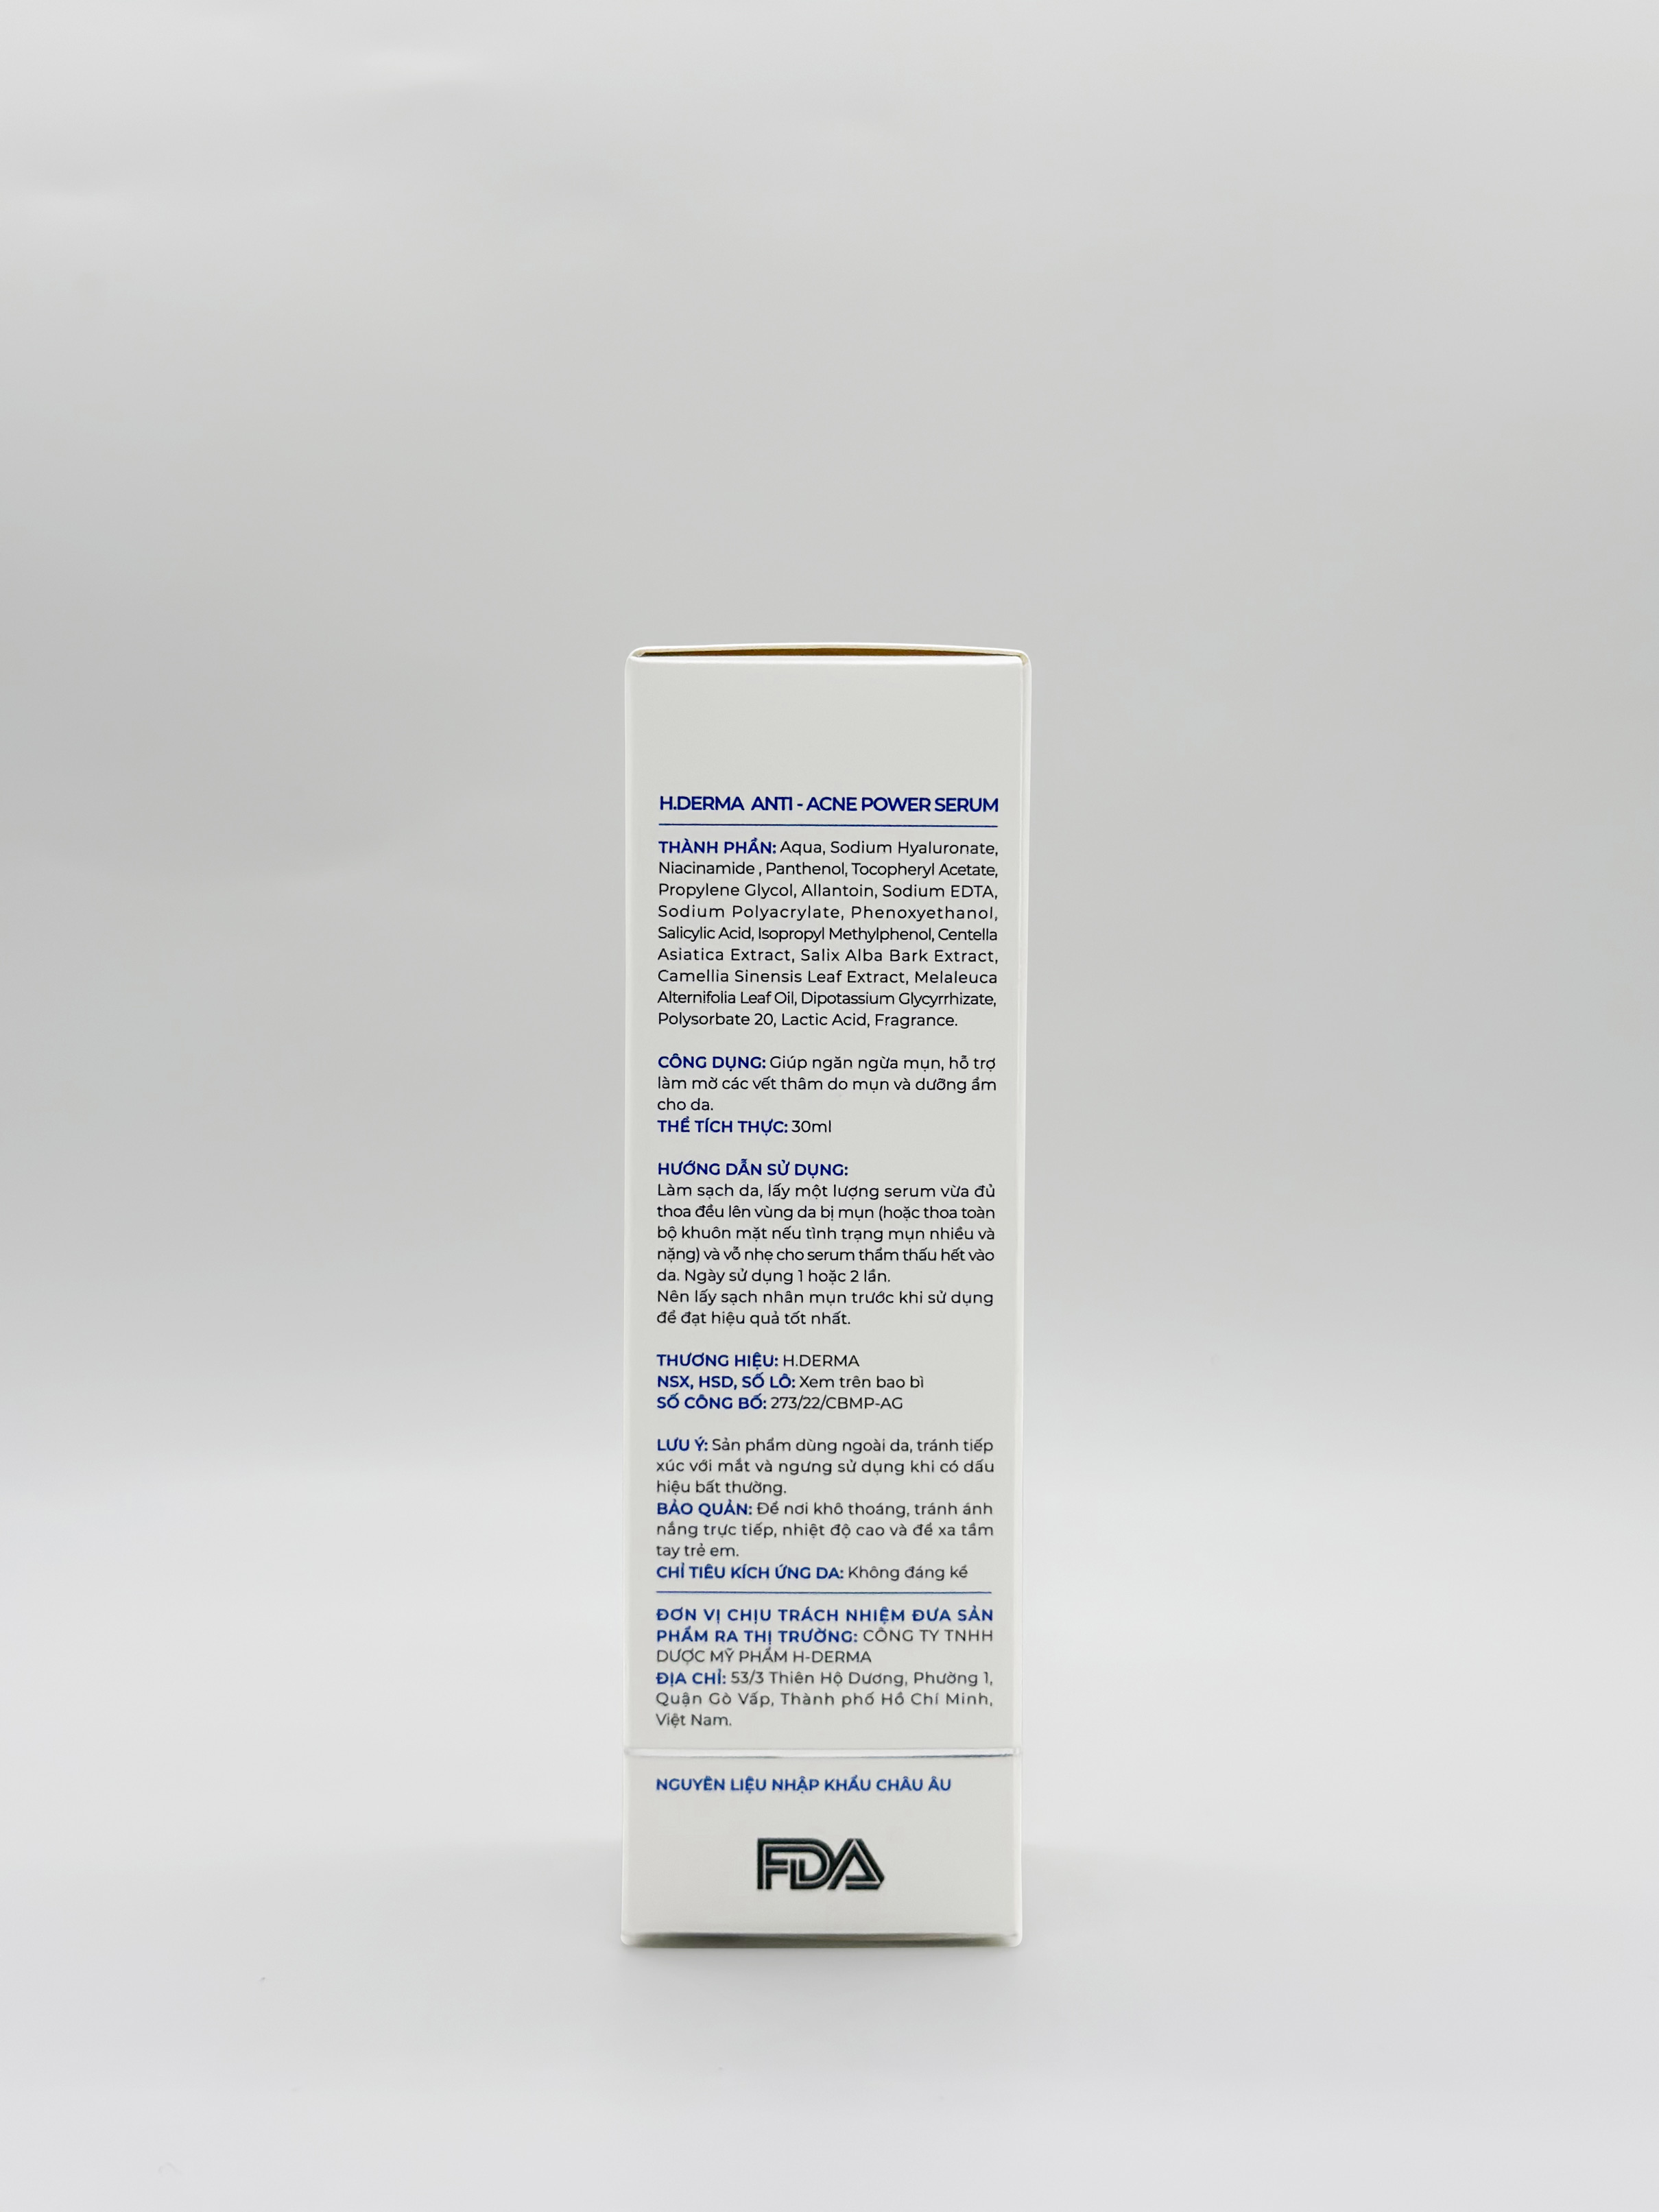 H.DERMA ANTI - ACNE POWER SERUM
THÀNH PHẦN: Aqua, Sodium Hyaluronate,
Niacinamide , Panthenol, Tocopheryl Acetate,
Propylene Glycol, Allantoin, Sodium EDTA,
Sodium Polyacrylate, Phenoxyethanol,
Salicylic Acid, Isopropyl Methylphenol, Centella
Asiatica Extract, Salix Alba Bark Extract,
Camellia Sinensis Leaf Extract, Melaleuca
Alternifolia Leaf Oil, Dipotassium Glycyrrhizate,
Polysorbate 20, Lactic Acid, Fragrance.
CÔNG DỤNG: Giúp ngăn ngừa mụn, hỗ trợ
làm mờ các vết thâm do mụn và dưỡng ẩm
cho da.
THỂ TÍCH THỰC: 30ml
HƯỚNG DẪN SỬ DỤNG:
Làm sạch da, lấy một lượng serum vừa đủ
thoa đều lên vùng da bị mụn (hoặc thoa toàn
bộ khuôn mặt nếu tình trạng mụn nhiều và
nặng) và vỗ nhẹ cho serum thẩm thấu hết vào
da. Ngày sử dụng 1 hoặc 2 lần.
Nên lấy sạch nhân mụn trước khi sử dụng
để đạt hiệu quả tốt nhất.
THƯƠNG HIỆU: H.DERMA
NSX, HSD, SỐ LÔ: Xem trên bao bì
SỐ CÔNG BỐ: 273/22/CBMP-AG
LƯU Ý: Sản phẩm dùng ngoài da, tránh tiếp
xúc với mắt và ngưng sử dụng khi có dấu
hiệu bất thường.
BẢO QUẢN: Để nơi khô thoáng, tránh ánh
nắng trực tiếp, nhiệt độ cao và để xa tầm
tay trẻ em.
CHỈ TIÊU KÍCH ỨNG DA: Không đáng kể
ĐƠN VỊ CHỊU TRÁCH NHIỆM ĐƯA SẢN
PHẨM RA THỊ TRƯỜNG: CÔNG TY TNHH
DƯỢC MỸ PHẨM H-DERMA
ĐỊA CHỈ: 53/3 Thiên Hộ Dương, Phường 1,
Quận Gò Vấp, Thành phố Hồ Chí Minh,
Việt Nam.
NGUYÊN LIỆU NHẬP KHẨU CHÂU ÂU
FDA